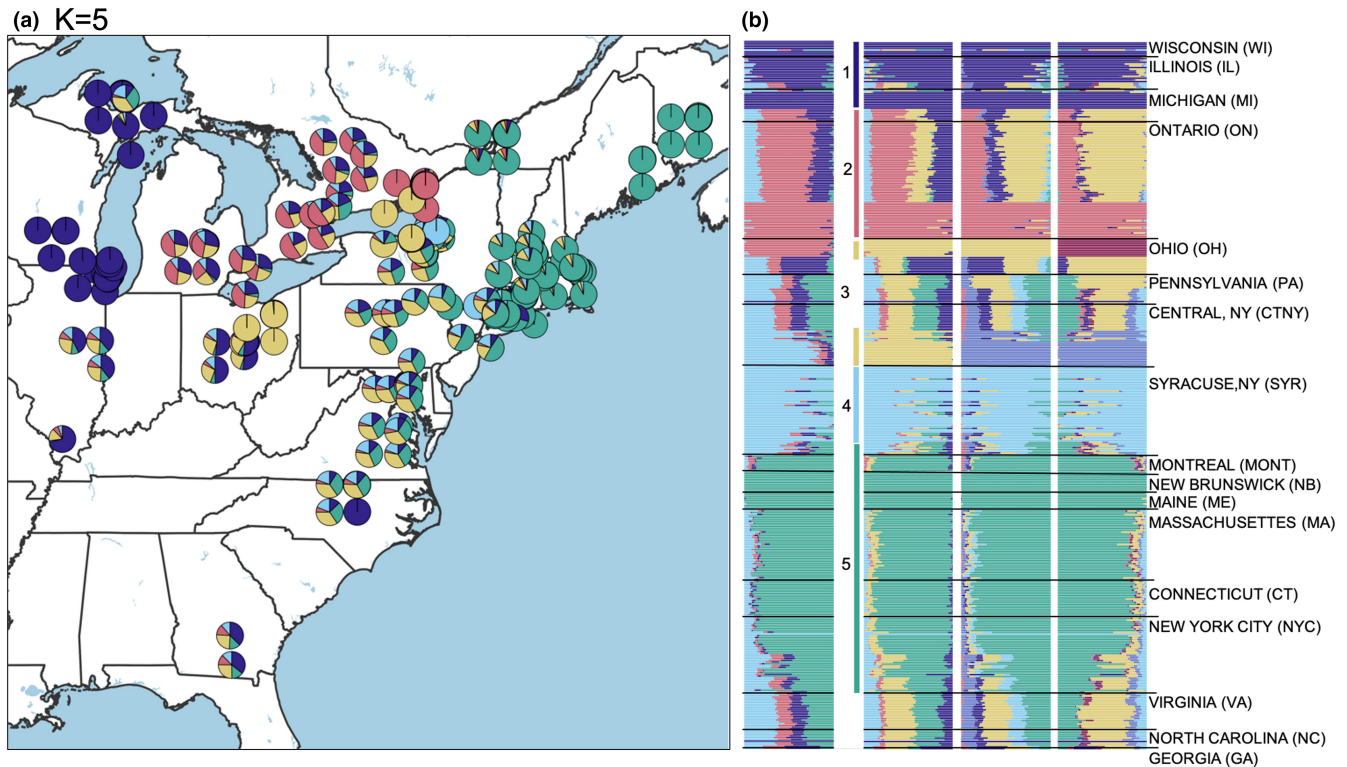 (a) K=5
(b)
WISCONSIN (WI)
ILLINOIS (IL)
1
MICHIGAN (MI)
ONTARIO (ON)
2
OHIO (OH)
PENNSYLVANIA (PA)
3
CENTRAL, NY (CTNY)
SYRACUSE,NY (SYR)
4
MONTREAL (MONT)
NEW BRUNSWICK (NB)
MAINE (ME)
MASSACHUSETTES (MA)
5
CONNECTICUT (CT)
NEW YORK CITY (NYC)
VIRGINIA (VA)
NORTH CAROLINA (NC)
GEORGIA (GA)